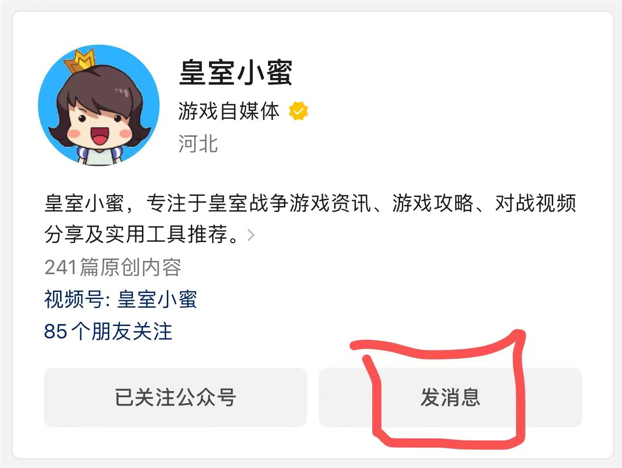 皇室小蜜
游戏自媒体
河北
皇室小蜜，专注于皇室战争游戏资讯、游戏攻略、对战视频
分享及实用工具推荐。
241篇原创内容
视频号: 皇室小蜜
85个朋友关注
已关注公众号
发消息